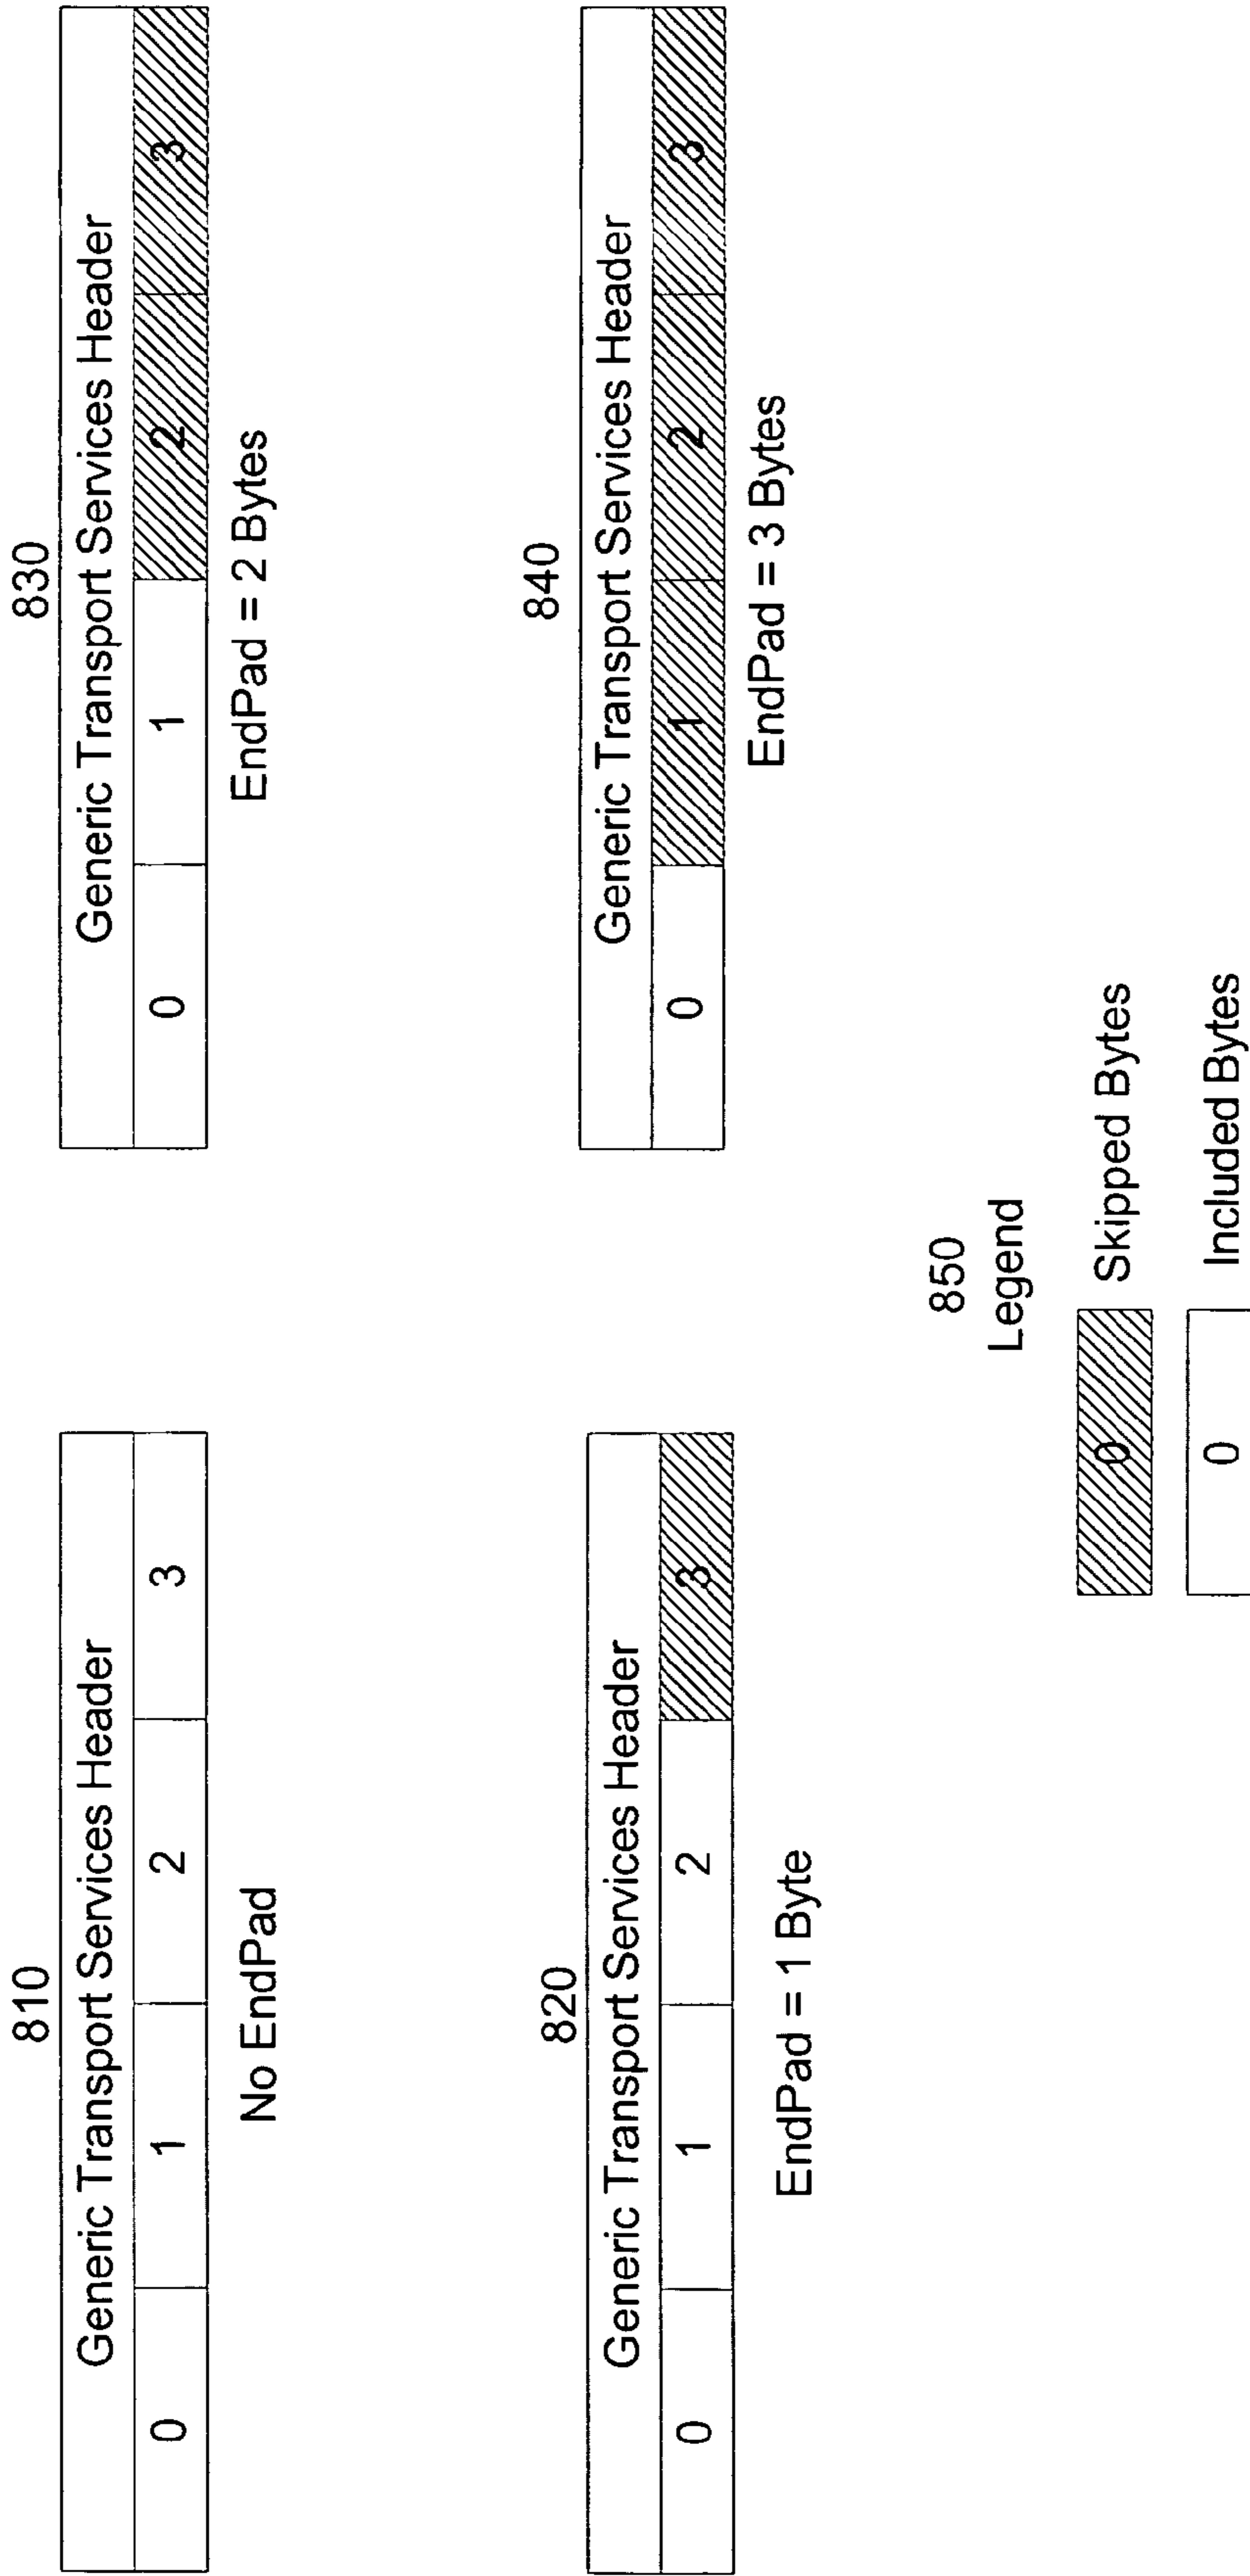 810
Generic Transport Services Header
0 1 2 3
No EndPad
820
Generic Transport Services Header
0 1 2 3
EndPad = 1 Byte
830
Generic Transport Services Header
0 1 2 3
EndPad = 2 Bytes
840
Generic Transport Services Header
0 1 2 3
EndPad = 3 Bytes
850
Legend
0 Skipped Bytes
0 Included Bytes